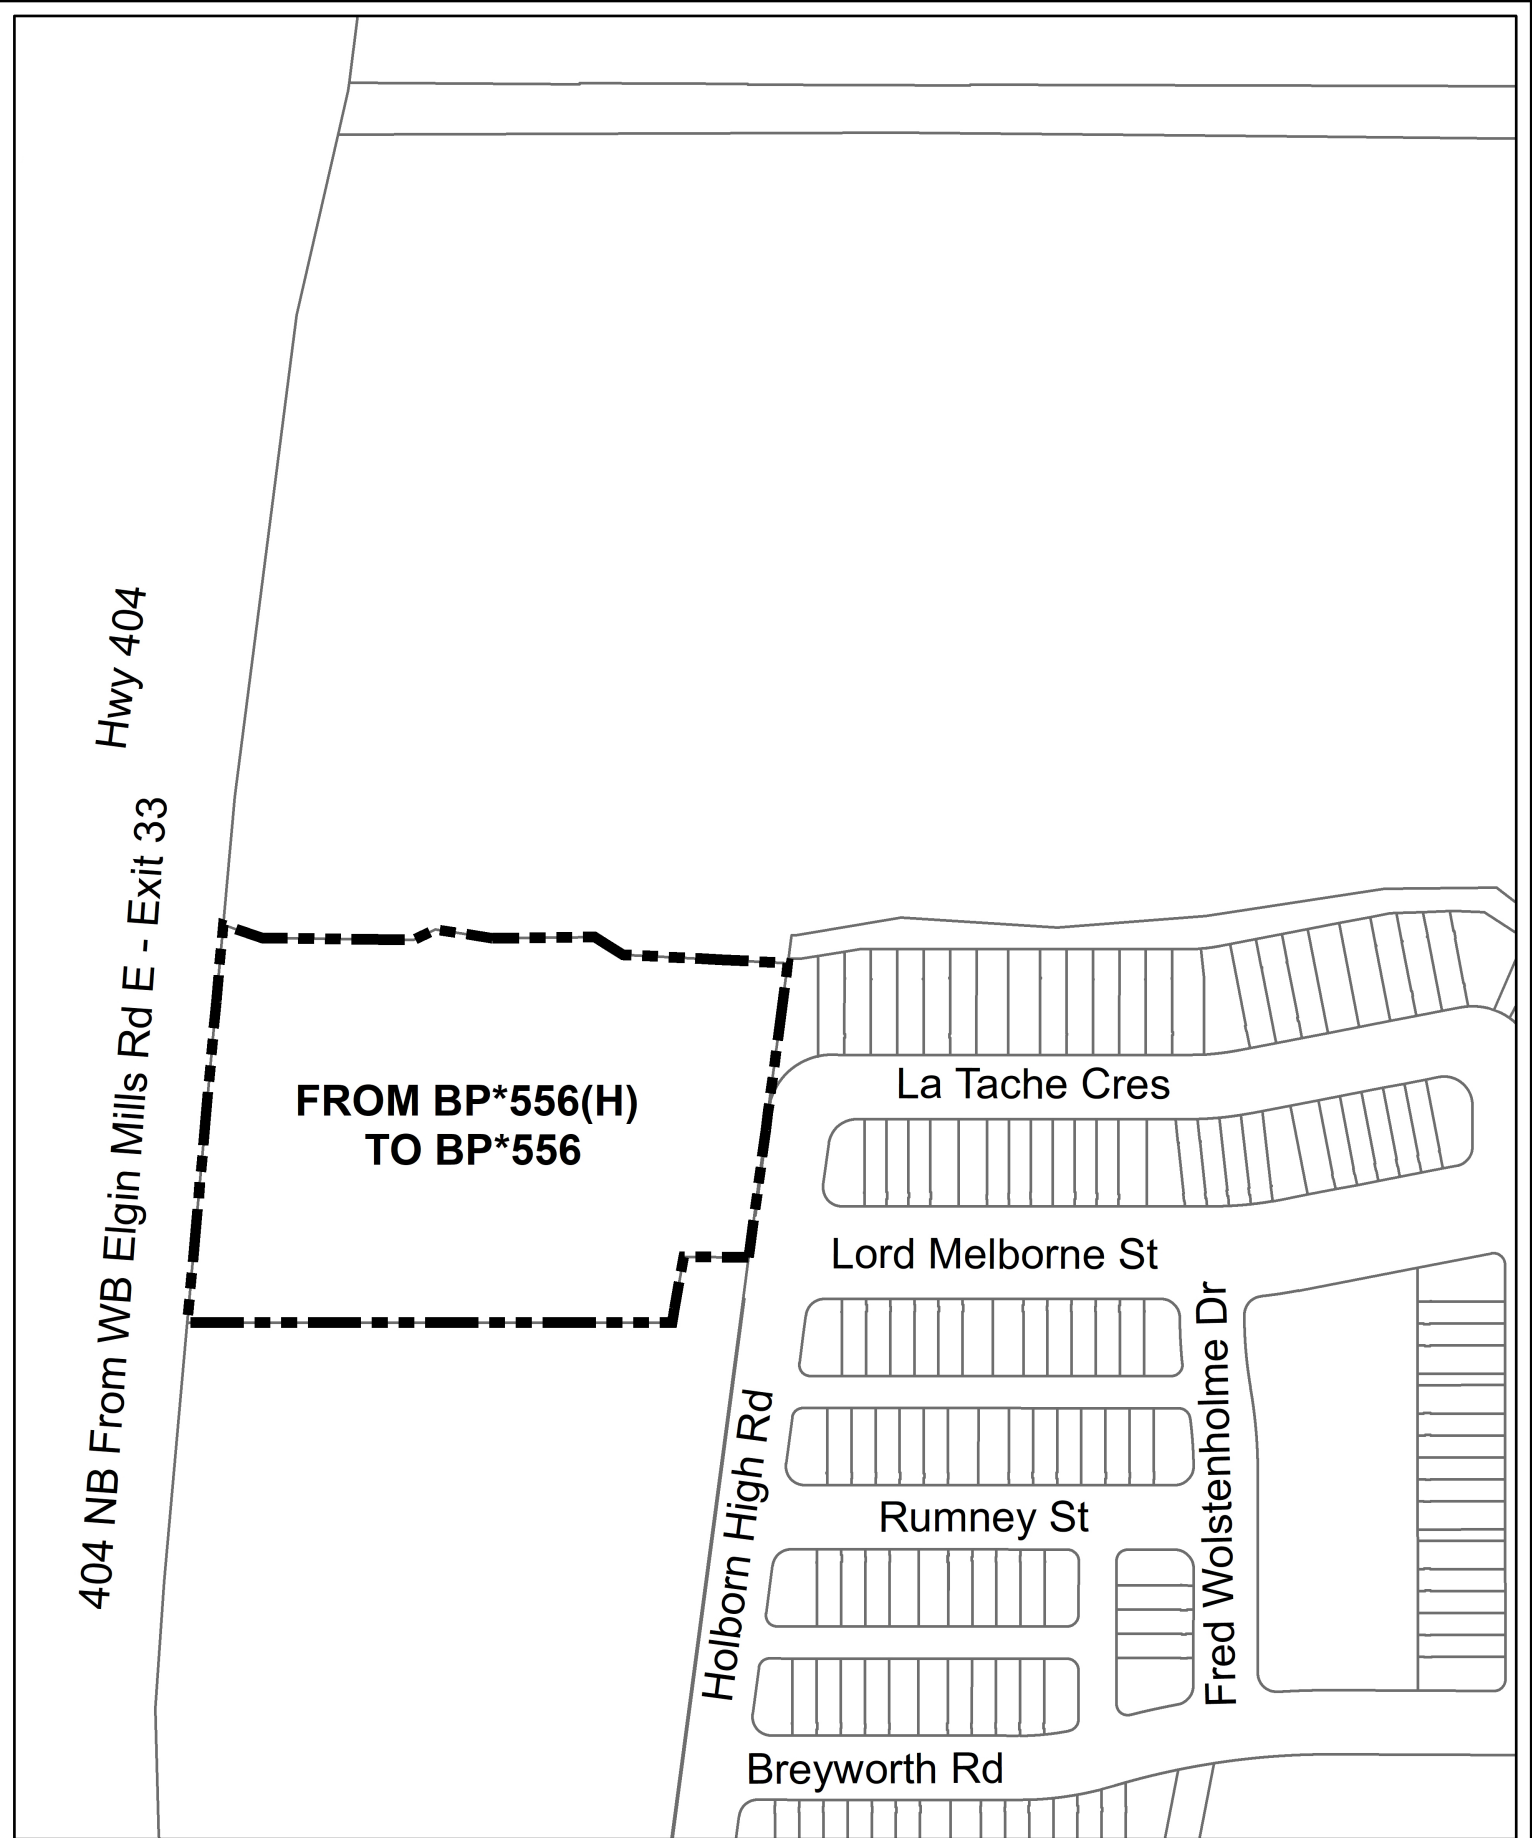 Hwy 404
404 NB From WB Elgin Mills Rd E - Exit 33
FROM BP*556(H)
TO BP*556
La Tache Cres
Lord Melborne St
Fred Wolstenholme Dr
Holborn High Rd
Rumney St
Breyworth Rd